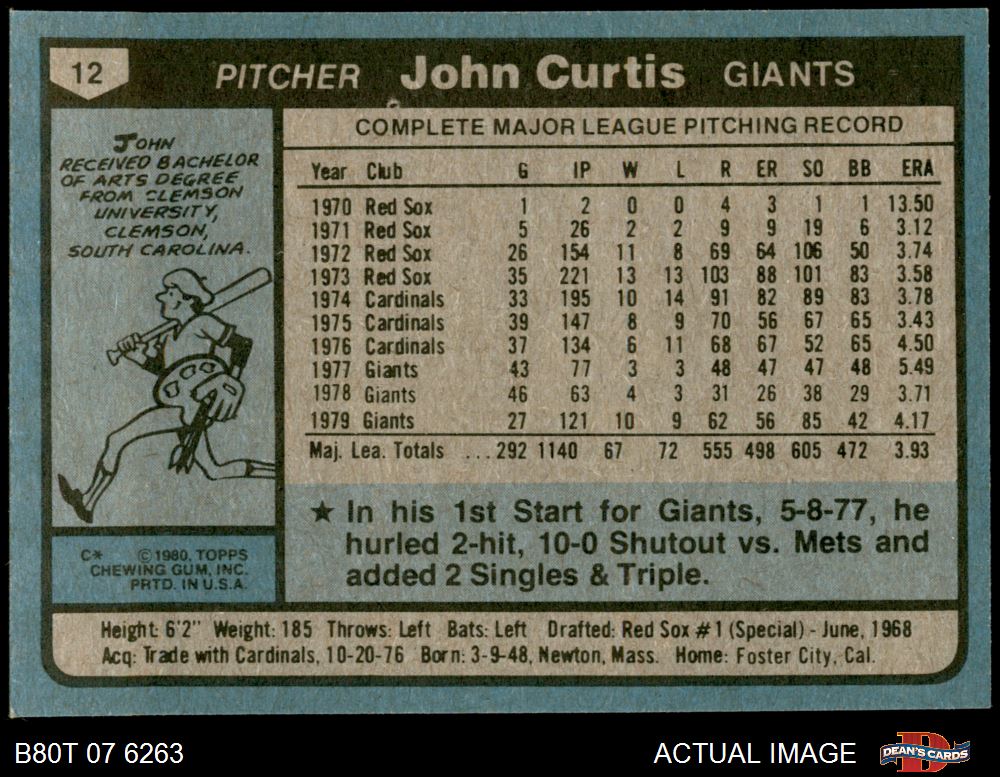 12 PITCHER John Curtis GIANTS
JOHN
RECEIVED BACHELOR
OF ARTS DEGREE
FROM CLEMSON
UNIVERSITY,
CLEMSON,
SOUTH CAROLINA.
C* ©1980, TOPPS
CHEWING GUM, INC.
PRTD. IN U.S.A.
COMPLETE MAJOR LEAGUE PITCHING RECORD
Year Club G IP W L R ER SO BB ERA
1970 Red Sox 1 2 0 0 4 3 1 1 13.50
1971 Red Sox 5 26 2 2 9 9 19 6 3.12
1972 Red Sox 26 154 11 8 69 64 106 50 3.74
1973 Red Sox 35 221 13 13 103 88 101 83 3.58
1974 Cardinals 33 195 10 14 91 82 89 83 3.78
1975 Cardinals 39 147 8 9 70 56 67 65 3.43
1976 Cardinals 37 134 6 11 68 67 52 65 4.50
1977 Giants 43 77 3 3 48 47 47 48 5.49
1978 Giants 46 63 4 3 31 26 38 29 3.71
1979 Giants 27 121 10 9 62 56 85 42 4.17
Maj. Lea. Totals ...292 1140 67 72 555 498 605 472 3.93
★ In his 1st Start for Giants, 5-8-77, he
hurled 2-hit, 10-0 Shutout vs. Mets and
added 2 Singles & Triple.
Height: 6'2" Weight: 185 Throws: Left Bats: Left Drafted: Red Sox #1 (Special) - June, 1968
Acq: Trade with Cardinals, 10-20-76 Born: 3-9-48, Newton, Mass. Home: Foster City, Cal.
B80T 07 6263 ACTUAL IMAGE DEAN'S CARDS